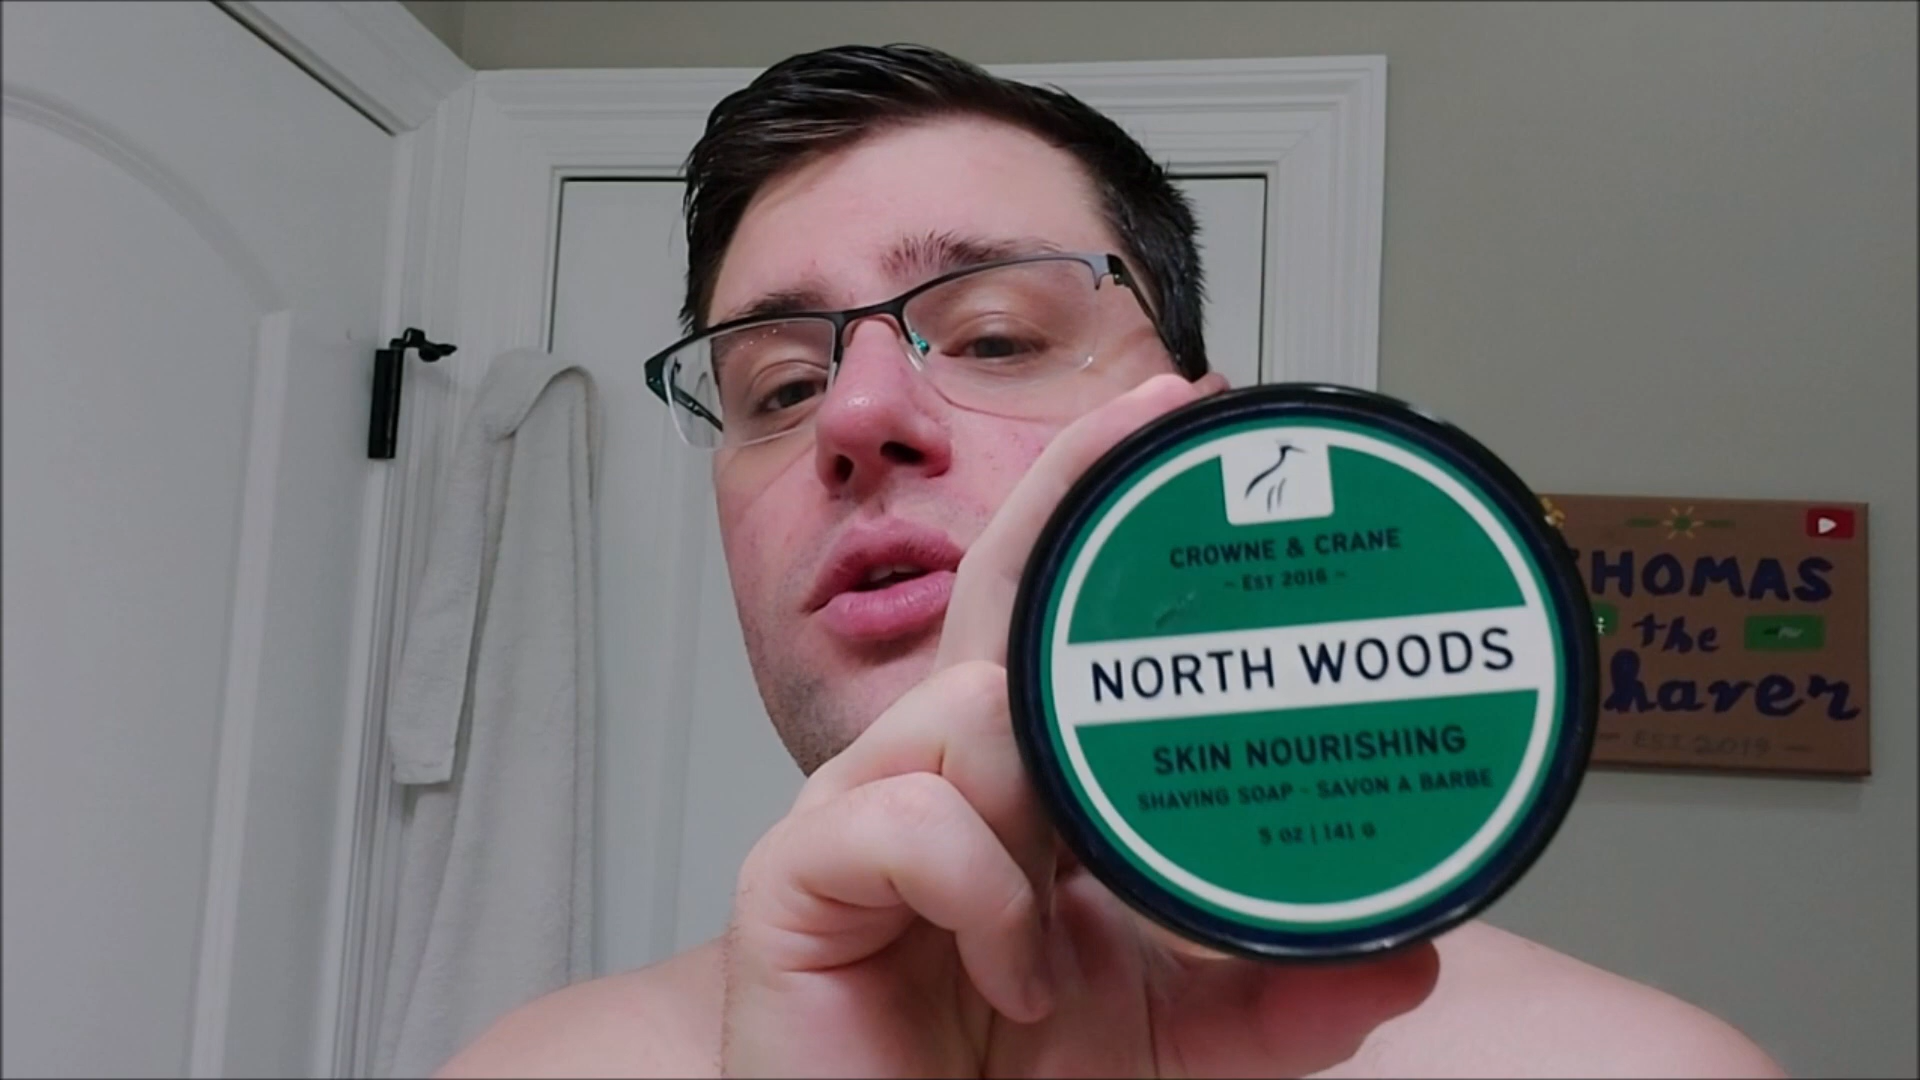 CROWNE & CRANE
~ EST 2016 ~
NORTH WOODS
SKIN NOURISHING
SHAVING SOAP - SAVON A BARBE
5 oz | 141 G
HOMAS
the
haver
— EST. 2019 —